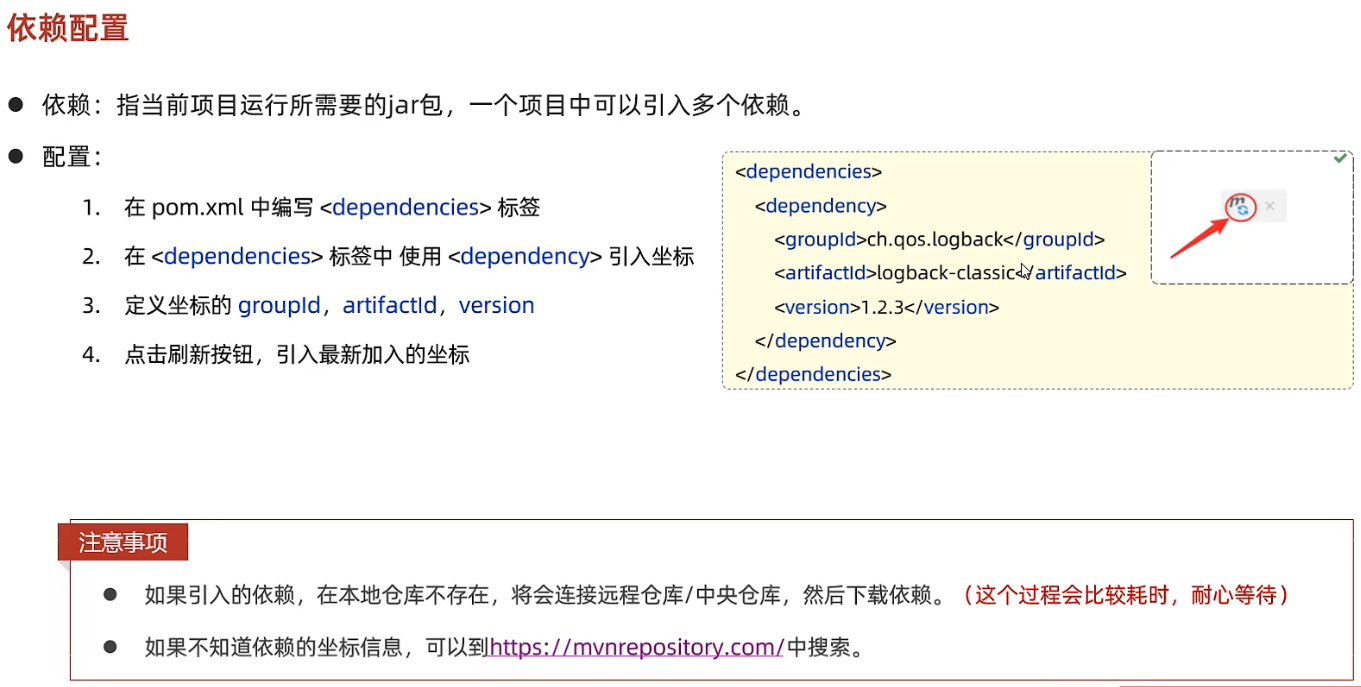 依赖配置
● 依赖：指当前项目运行所需要的jar包，一个项目中可以引入多个依赖。
● 配置：
1. 在 pom.xml 中编写 <dependencies> 标签
2. 在 <dependencies> 标签中 使用 <dependency> 引入坐标
3. 定义坐标的 groupId，artifactId，version
4. 点击刷新按钮，引入最新加入的坐标
<dependencies>
<dependency>
<groupId>ch.qos.logback</groupId>
<artifactId>logback-classic</artifactId>
<version>1.2.3</version>
</dependency>
</dependencies>
m
注意事项
● 如果引入的依赖，在本地仓库不存在，将会连接远程仓库/中央仓库，然后下载依赖。（这个过程会比较耗时，耐心等待）
● 如果不知道依赖的坐标信息，可以到https://mvnrepository.com/中搜索。